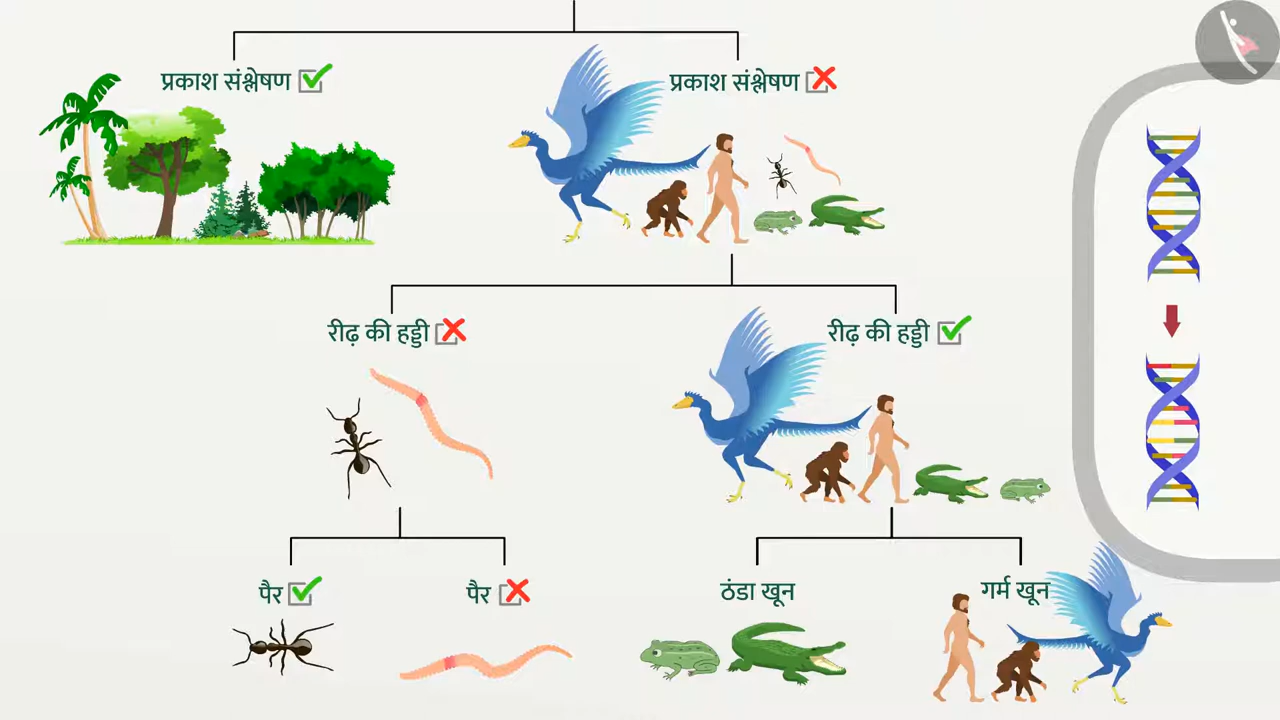 प्रकाश संश्लेषण
प्रकाश संश्लेषण
रीढ़ की हड्डी
रीढ़ की हड्डी
पैर
पैर
ठंडा खून
गर्म खून